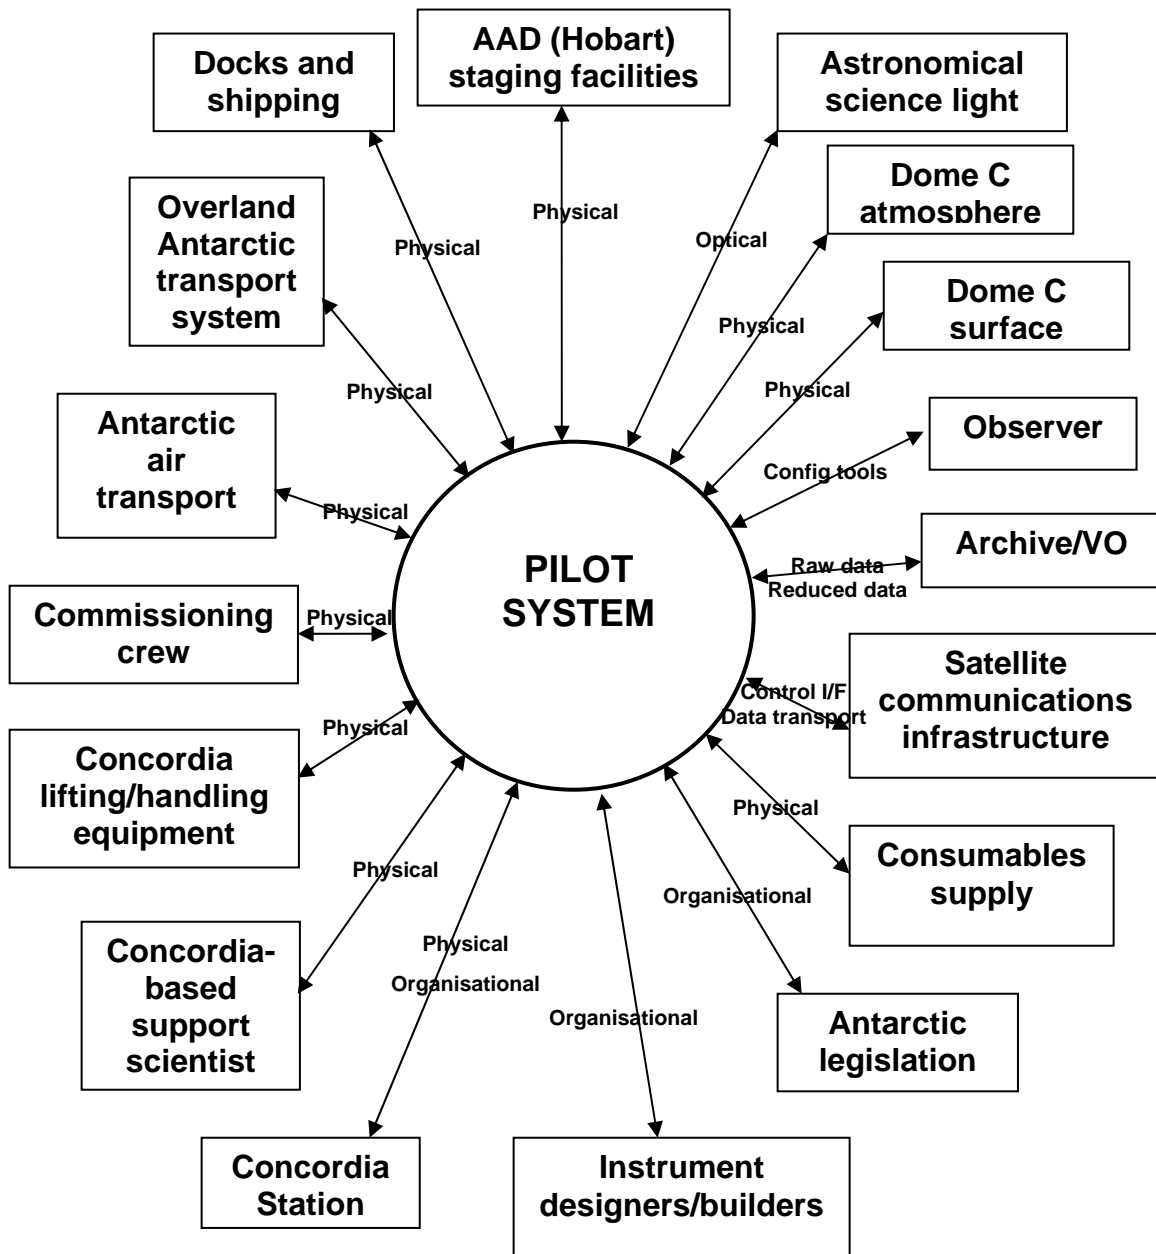 AAD (Hobart)
staging facilities
Docks and
shipping
Astronomical
science light
Dome C
atmosphere
Overland
Antarctic
transport
system
Physical
Physical
Optical
Dome C
surface
Physical
Physical
Physical
Antarctic
air
transport
Observer
Config tools
Physical
Archive/VO
PILOT
SYSTEM
Raw data
Reduced data
Commissioning
crew
Physical
Satellite
communications
infrastructure
Control I/F
Data transport
Concordia
lifting/handling
equipment
Physical
Physical
Consumables
supply
Physical
Organisational
Concordia-
based
support
scientist
Physical
Organisational
Organisational
Antarctic
legislation
Concordia
Station
Instrument
designers/builders